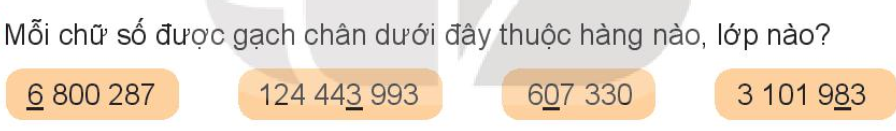 Mỗi chữ số được gạch chân dưới đây thuộc hàng nào, lớp nào?
6 800 287 124 443 993 607 330 3 101 983